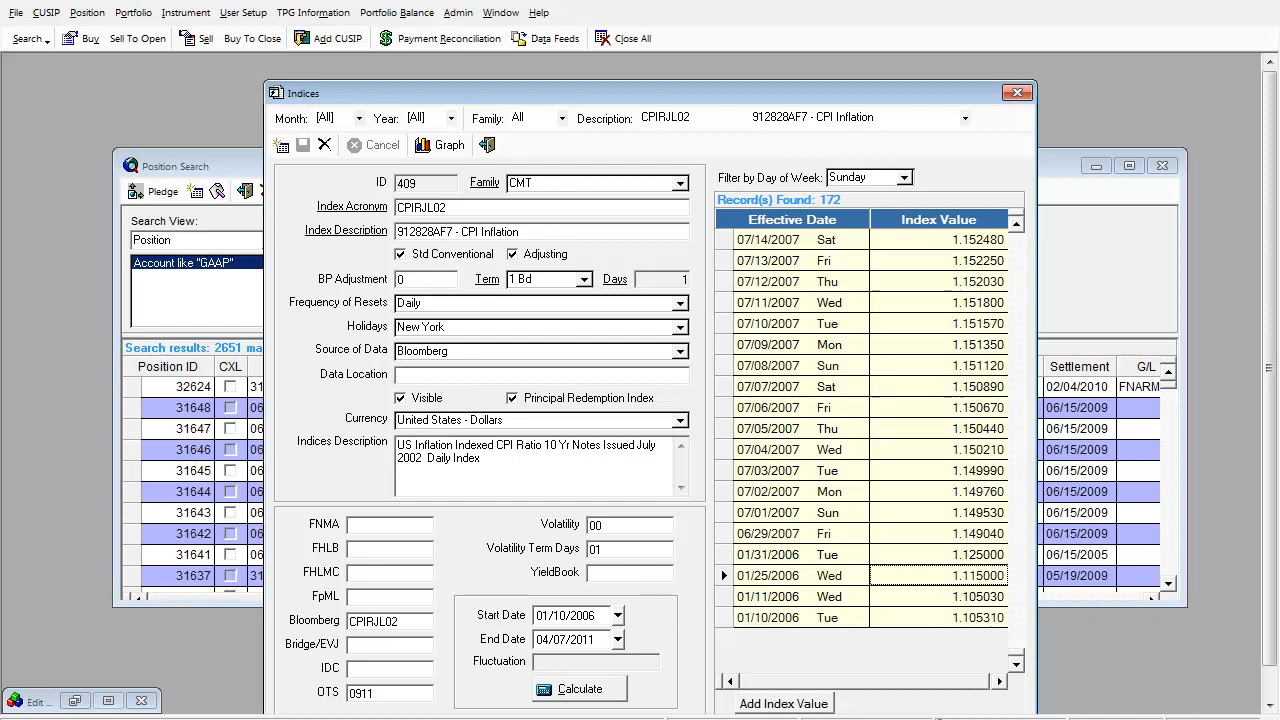 File CUSIP Position Portfolio Instrument User Setup TPG Information Portfolio Balance Admin Window Help
Search Buy Sell To Open Sell Buy To Close Add CUSIP Payment Reconciliation Data Feeds Close All
Indices
Month: [All] Year: [All] Family: All Description: CPIRJL02 912828AF7 - CPI Inflation
Cancel Graph
Position Search
Pledge
Search View:
Position
Account like "GAAP"
Search results: 2651 ma
Position ID CXL
32624 31
31648 06
31647 06
31646 06
31645 06
31644 06
31643 06
31642 06
31641 06
31637 31
ID 409 Family CMT
Index Acronym CPIRJL02
Index Description 912828AF7 - CPI Inflation
Std Conventional Adjusting
BP Adjustment 0 Term 1 Bd Days 1
Frequency of Resets Daily
Holidays New York
Source of Data Bloomberg
Data Location
Visible Principal Redemption Index
Currency United States - Dollars
Indices Description US Inflation Indexed CPI Ratio 10 Yr Notes Issued July
2002 Daily Index
FNMA
FHLB
FHLMC
FpML
Bloomberg CPIRJL02
Bridge/EVJ
IDC
OTS 0911
Volatility 00
Volatility Term Days 01
YieldBook
Start Date 01/10/2006
End Date 04/07/2011
Fluctuation
Calculate
Filter by Day of Week: Sunday
Record(s) Found: 172
Effective Date Index Value
07/14/2007 Sat 1.152480
07/13/2007 Fri 1.152250
07/12/2007 Thu 1.152030
07/11/2007 Wed 1.151800
07/10/2007 Tue 1.151570
07/09/2007 Mon 1.151350
07/08/2007 Sun 1.151120
07/07/2007 Sat 1.150890
07/06/2007 Fri 1.150670
07/05/2007 Thu 1.150440
07/04/2007 Wed 1.150210
07/03/2007 Tue 1.149990
07/02/2007 Mon 1.149760
07/01/2007 Sun 1.149530
06/29/2007 Fri 1.149040
01/31/2006 Tue 1.125000
01/25/2006 Wed 1.115000
01/11/2006 Wed 1.105030
01/10/2006 Tue 1.105310
Add Index Value
Settlement G/L
02/04/2010 FNARM
06/15/2009
06/15/2009
06/15/2009
06/15/2009
06/15/2009
06/15/2009
06/15/2009
06/15/2005
05/19/2009
Edit ...